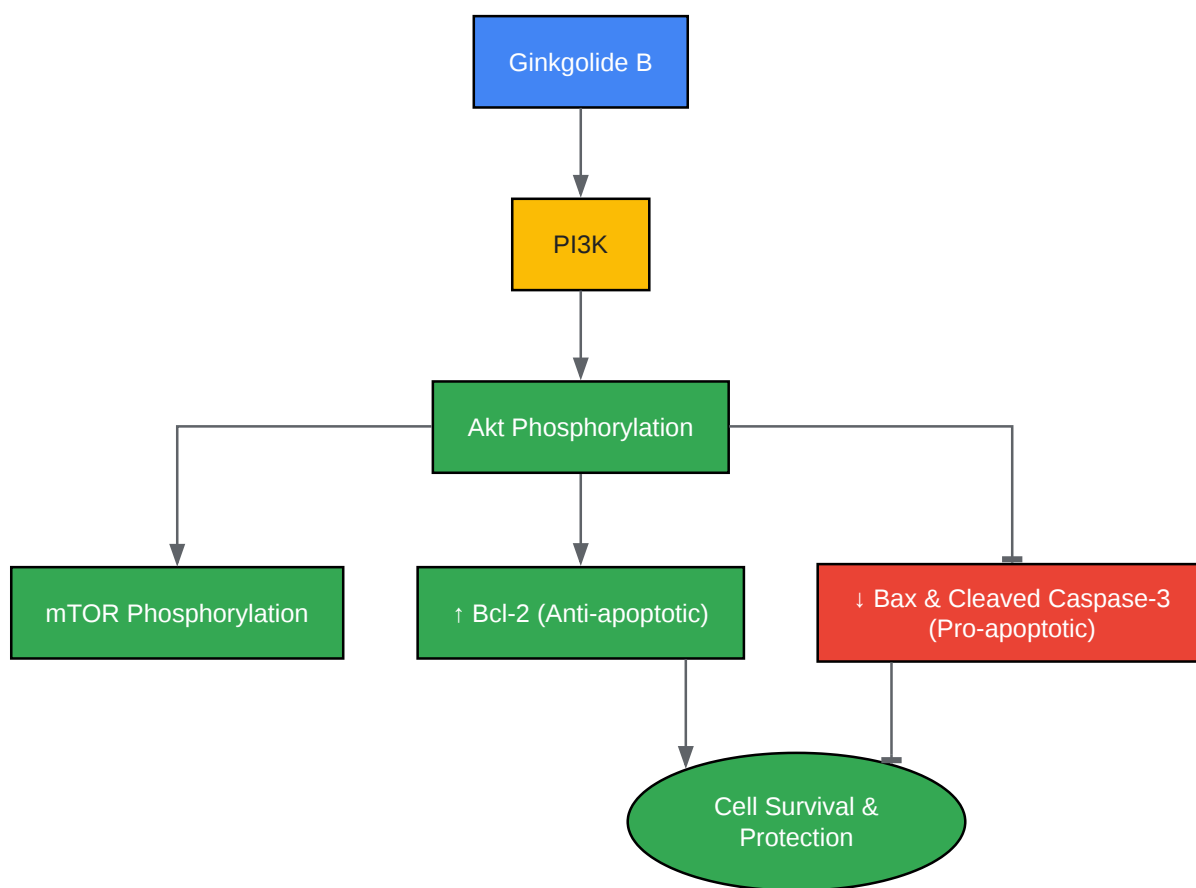 Ginkgolide B
PI3K
Akt Phosphorylation
mTOR Phosphorylation
↑ Bcl-2 (Anti-apoptotic)
↓ Bax & Cleaved Caspase-3
(Pro-apoptotic)
Cell Survival &
Protection